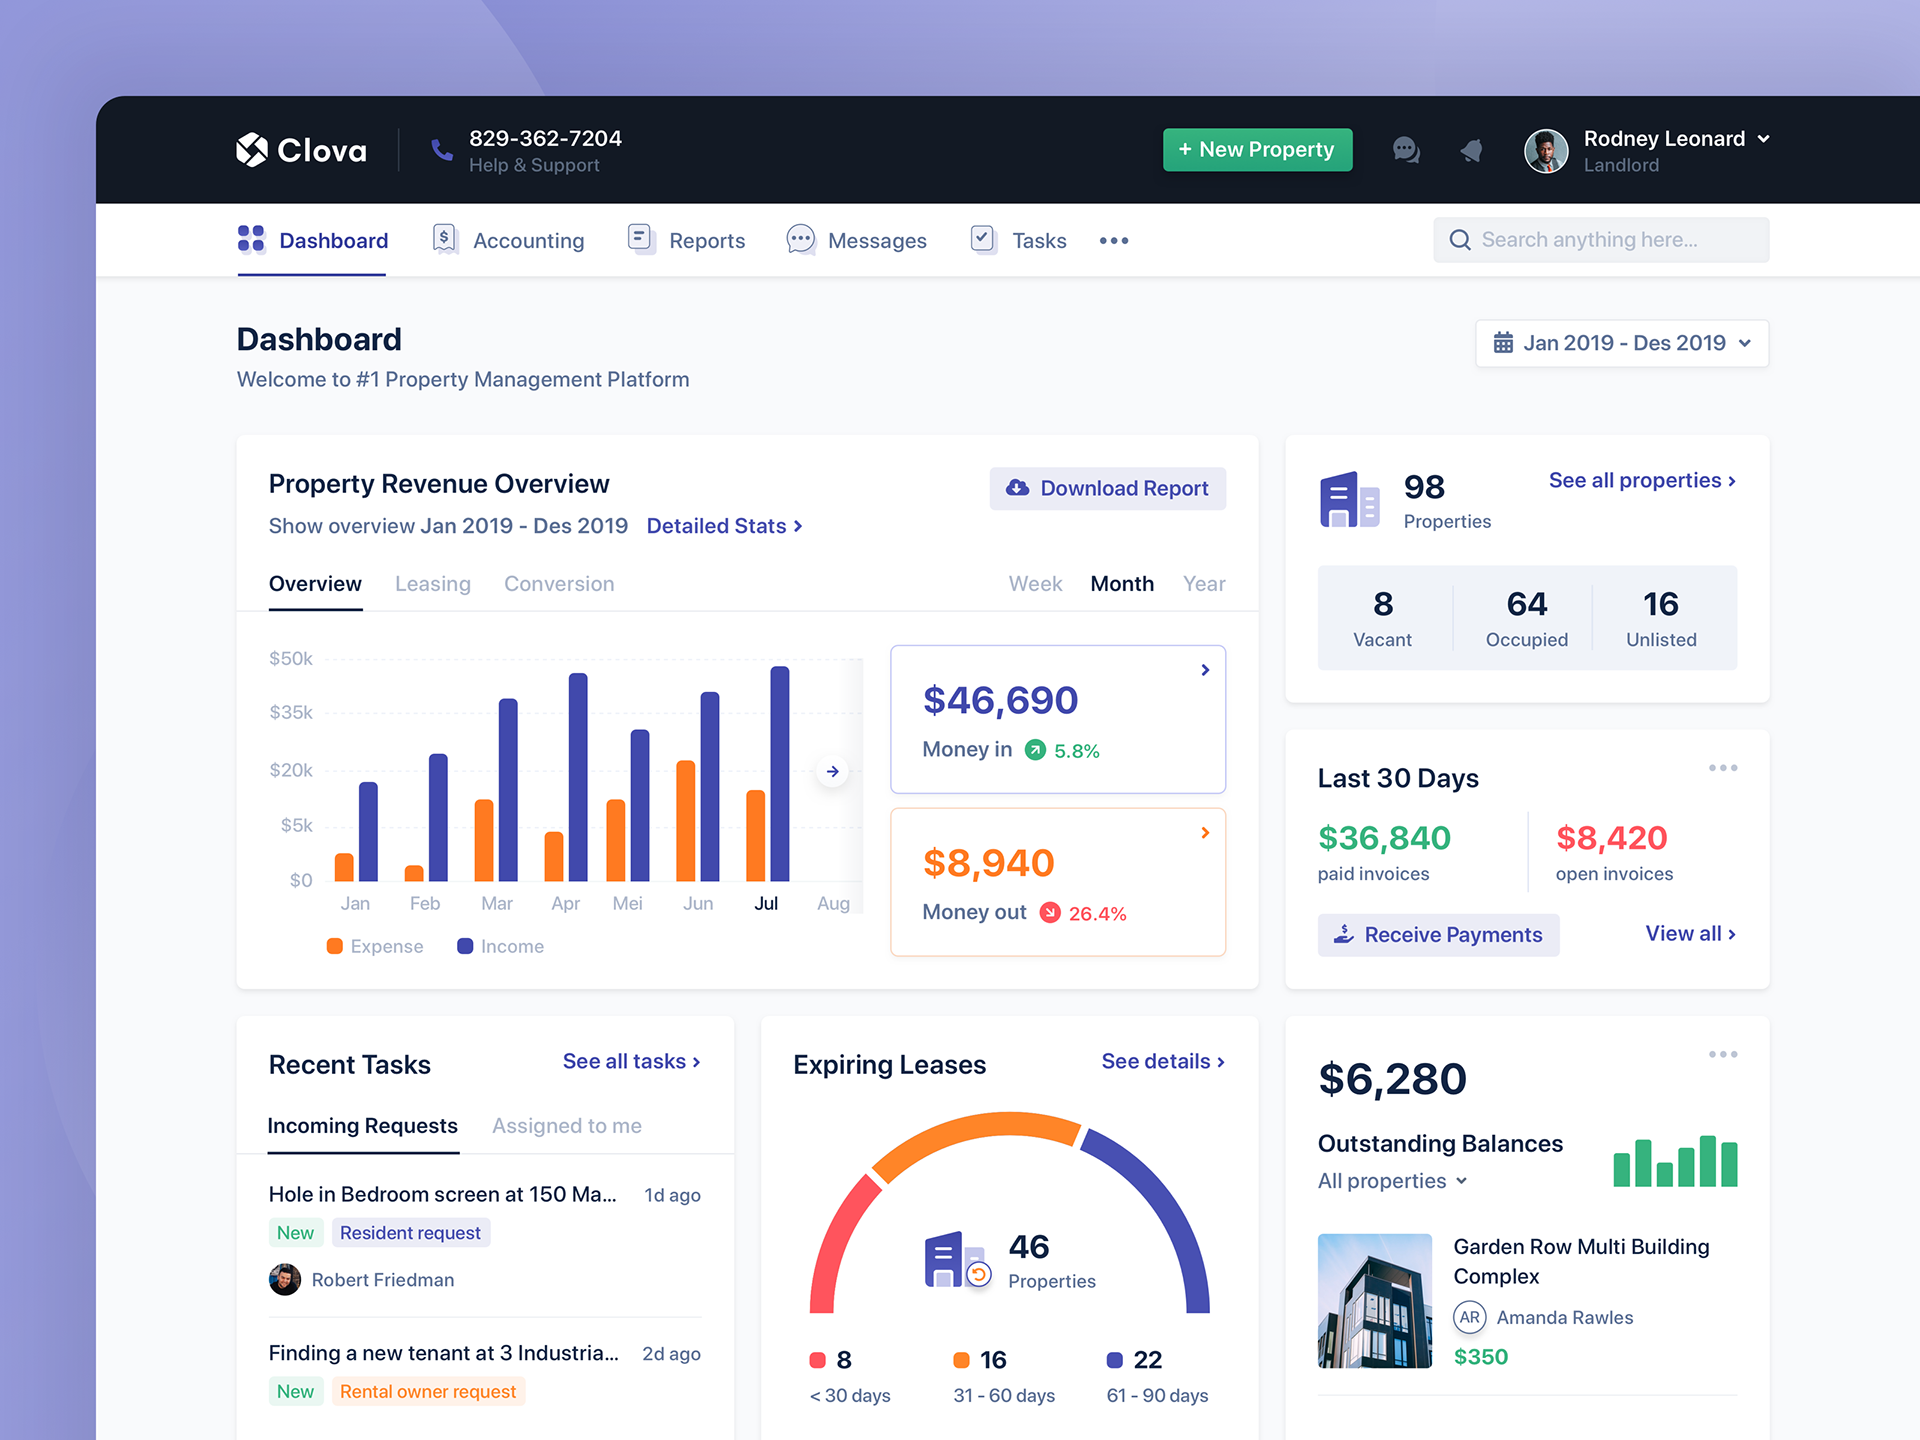 Clova
829-362-7204
Help & Support
+ New Property
Rodney Leonard
Landlord
Dashboard
Accounting
Reports
Messages
Tasks
Search anything here...
Dashboard
Welcome to #1 Property Management Platform
Jan 2019 - Des 2019
Property Revenue Overview
Show overview Jan 2019 - Des 2019 Detailed Stats
Download Report
Overview
Leasing
Conversion
Week
Month
Year
$50k
$35k
$20k
$5k
$0
Jan
Feb
Mar
Apr
Mei
Jun
Jul
Aug
Expense
Income
$46,690
Money in 5.8%
$8,940
Money out 26.4%
98
Properties
See all properties
8
Vacant
64
Occupied
16
Unlisted
Last 30 Days
$36,840
paid invoices
$8,420
open invoices
Receive Payments
View all
Recent Tasks
See all tasks
Incoming Requests
Assigned to me
Hole in Bedroom screen at 150 Ma...
1d ago
New
Resident request
Robert Friedman
Finding a new tenant at 3 Industria...
2d ago
New
Rental owner request
Expiring Leases
See details
46
Properties
8
< 30 days
16
31 - 60 days
22
61 - 90 days
$6,280
Outstanding Balances
All properties
Garden Row Multi Building
Complex
AR
Amanda Rawles
$350